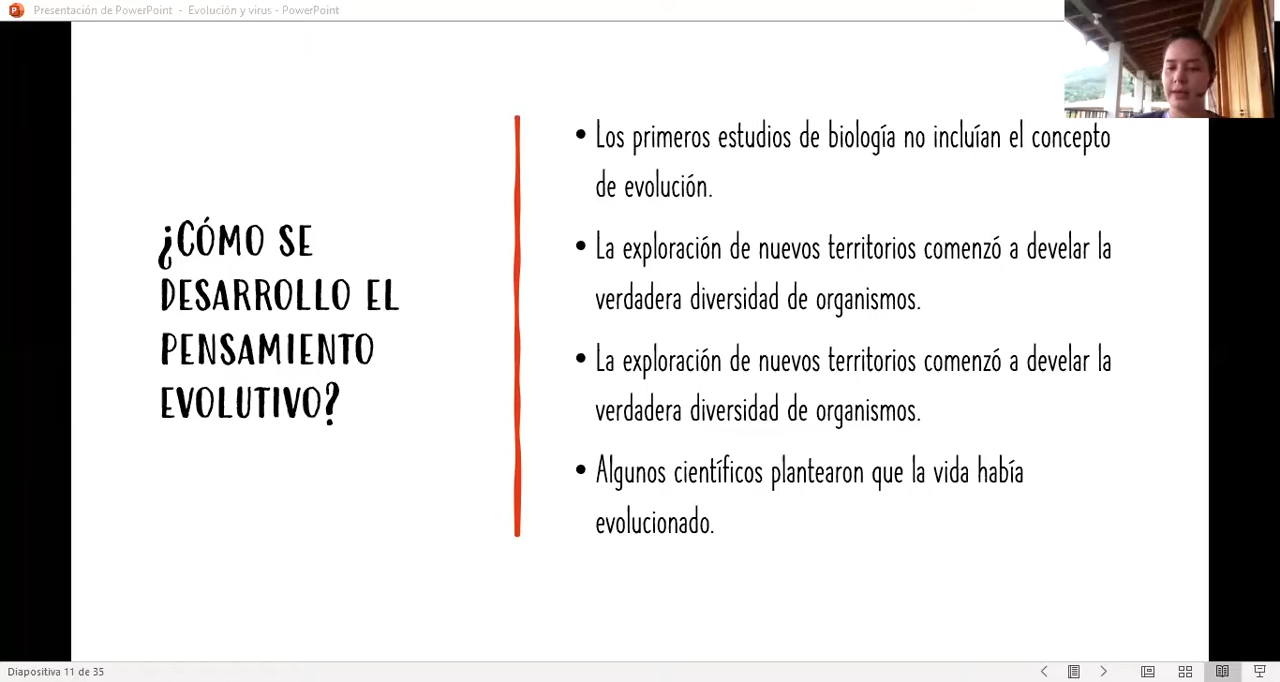 Presentación de PowerPoint - Evolución y virus - PowerPoint
¿CÓMO SE
DESARROLLO EL
PENSAMIENTO
EVOLUTIVO?
• Los primeros estudios de biología no incluían el concepto
de evolución.
• La exploración de nuevos territorios comenzó a develar la
verdadera diversidad de organismos.
• La exploración de nuevos territorios comenzó a develar la
verdadera diversidad de organismos.
• Algunos científicos plantearon que la vida había
evolucionado.
Diapositiva 11 de 35